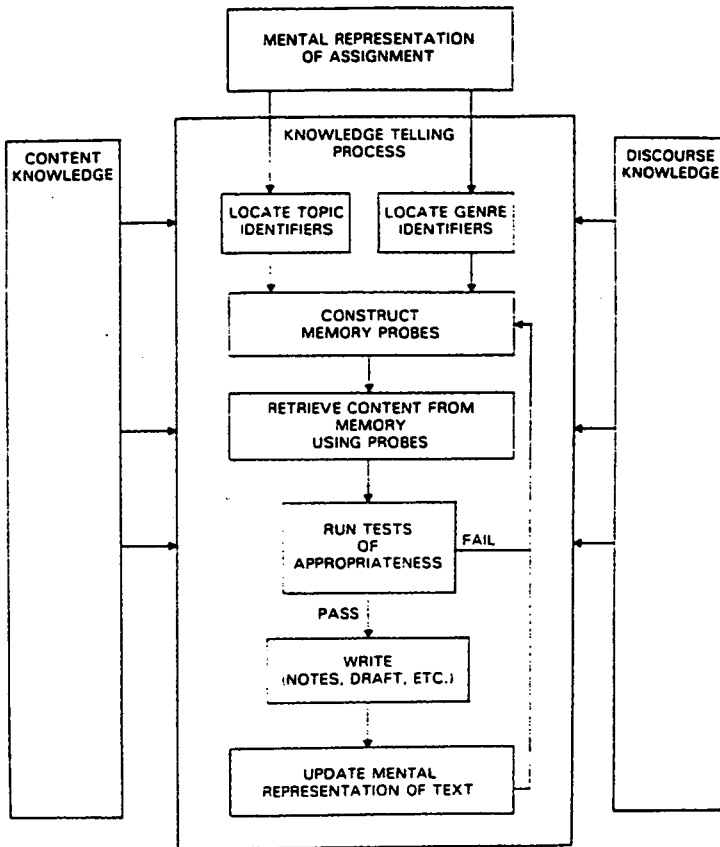 MENTAL REPRESENTATION
OF ASSIGNMENT
KNOWLEDGE TELLING
PROCESS
CONTENT
KNOWLEDGE
DISCOURSE
KNOWLEDGE
LOCATE TOPIC
IDENTIFIERS
LOCATE GENRE
IDENTIFIERS
CONSTRUCT
MEMORY PROBES
RETRIEVE CONTENT FROM
MEMORY
USING PROBES
RUN TESTS
OF
APPROPRIATENESS
FAIL
PASS
WRITE
(NOTES, DRAFT, ETC.)
UPDATE MENTAL
REPRESENTATION OF TEXT